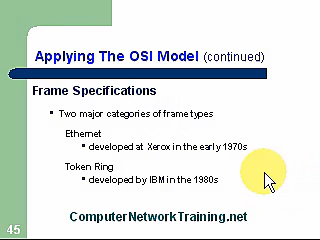 Applying The OSI Model (continued)
Frame Specifications
• Two major categories of frame types
Ethernet
• developed at Xerox in the early 1970s
Token Ring
• developed by IBM in the 1980s
ComputerNetworkTraining.net
45